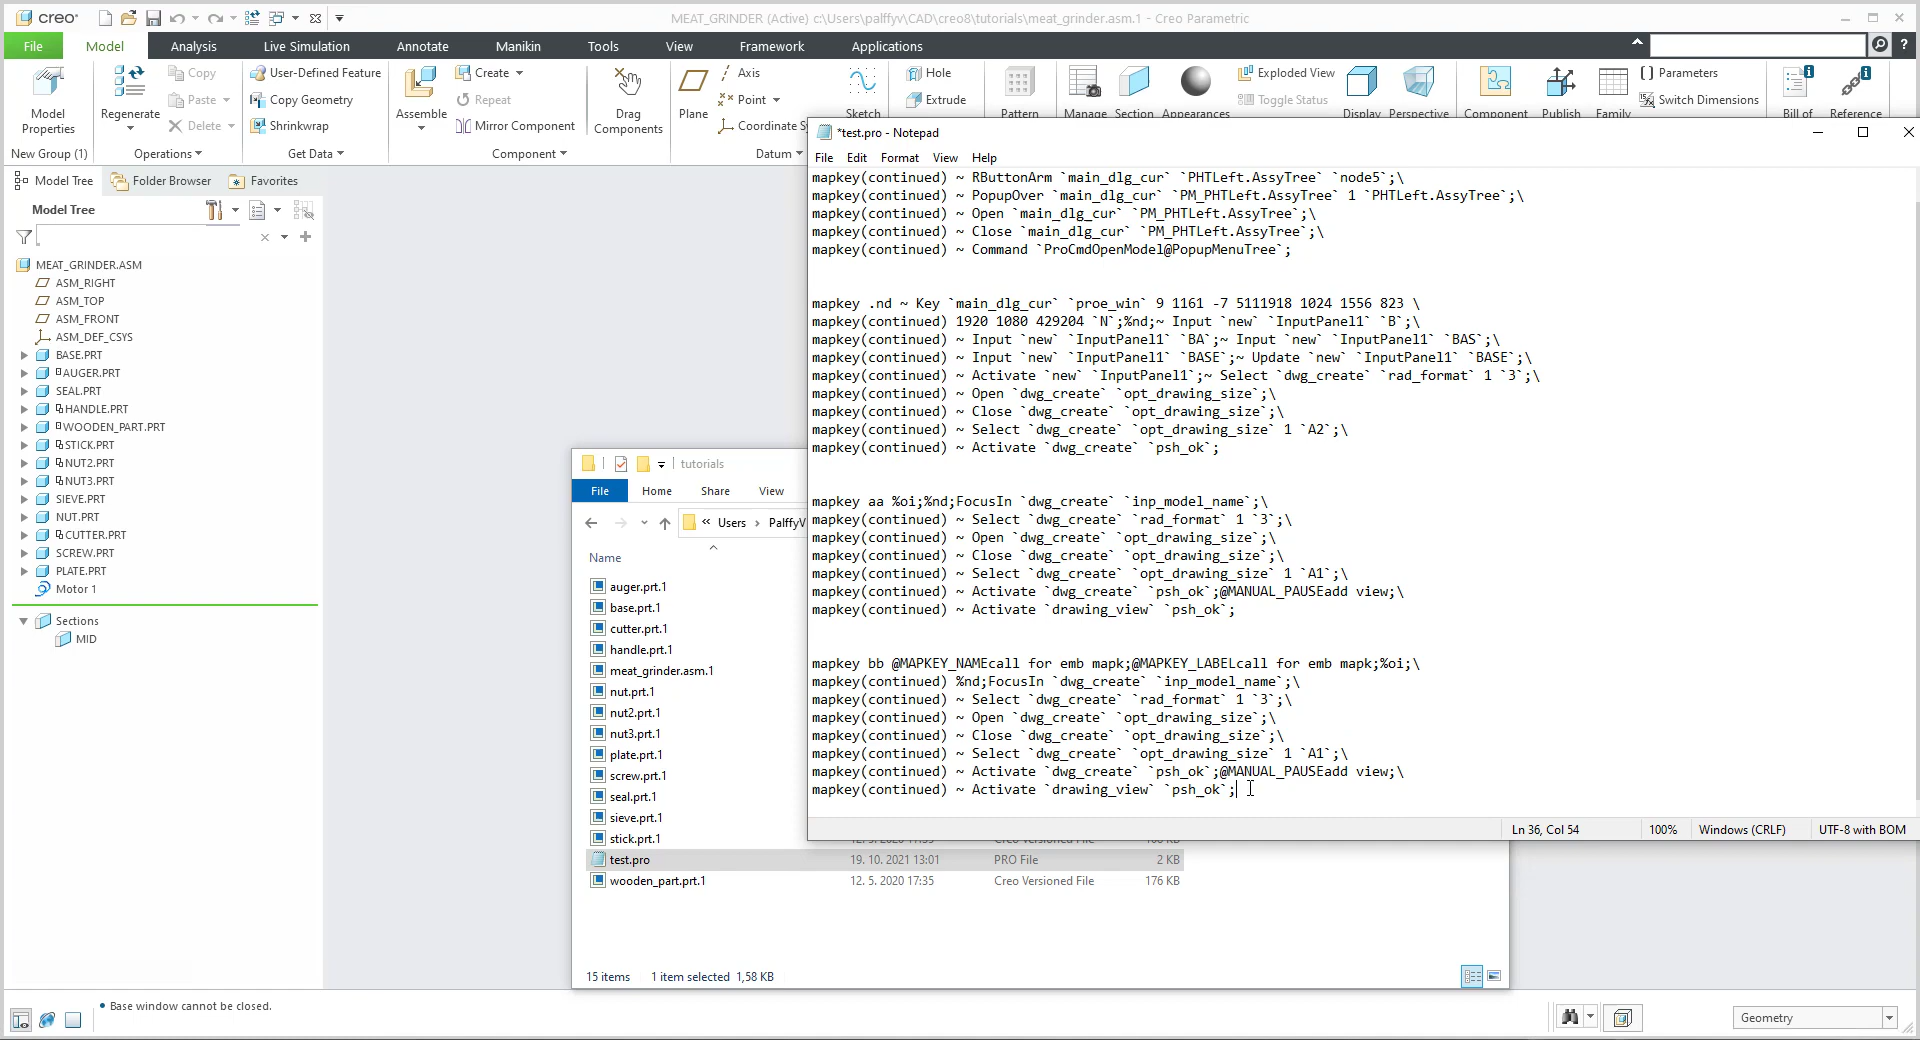 creo®
MEAT_GRINDER (Active) c:\Users\palffyv\CAD\creo8\tutorials\meat_grinder.asm.1 - Creo Parametric
File
Model
Analysis
Live Simulation
Annotate
Manikin
Tools
View
Framework
Applications
Model Properties
New Group (1)
Regenerate
Copy
Paste
Delete
Operations
User-Defined Feature
Copy Geometry
Shrinkwrap
Get Data
Assemble
Create
Repeat
Mirror Component
Component
Drag Components
Plane
Axis
Point
Coordinate Sy
Datum
Sketch
Hole
Extrude
Pattern
Manage
Section
Appearances
Exploded View
Toggle Status
Display
Perspective
Component
Publish
Family
Parameters
Switch Dimensions
Bill of
Reference
Model Tree
Folder Browser
Favorites
Model Tree
MEAT_GRINDER.ASM
ASM_RIGHT
ASM_TOP
ASM_FRONT
ASM_DEF_CSYS
BASE.PRT
AUGER.PRT
SEAL.PRT
HANDLE.PRT
WOODEN_PART.PRT
STICK.PRT
NUT2.PRT
NUT3.PRT
SIEVE.PRT
NUT.PRT
CUTTER.PRT
SCREW.PRT
PLATE.PRT
Motor 1
Sections
MID
*test.pro - Notepad
File Edit Format View Help
mapkey(continued) ~ RButtonArm `main_dlg_cur` `PHTLeft.AssyTree` `node5`;\
mapkey(continued) ~ PopupOver `main_dlg_cur` `PM_PHTLeft.AssyTree` 1 `PHTLeft.AssyTree`;\
mapkey(continued) ~ Open `main_dlg_cur` `PM_PHTLeft.AssyTree`;\
mapkey(continued) ~ Close `main_dlg_cur` `PM_PHTLeft.AssyTree`;\
mapkey(continued) ~ Command `ProCmdOpenModel@PopupMenuTree`;
mapkey .nd ~ Key `main_dlg_cur` `proe_win` 9 1161 -7 5111918 1024 1556 823 \
mapkey(continued) 1920 1080 429204 `N`;%nd;~ Input `new` `InputPanel1` `B`;\
mapkey(continued) ~ Input `new` `InputPanel1` `BA`;~ Input `new` `InputPanel1` `BAS`;\
mapkey(continued) ~ Input `new` `InputPanel1` `BASE`;~ Update `new` `InputPanel1` `BASE`;\
mapkey(continued) ~ Activate `new` `InputPanel1`;~ Select `dwg_create` `rad_format` 1 `3`;\
mapkey(continued) ~ Open `dwg_create` `opt_drawing_size`;\
mapkey(continued) ~ Close `dwg_create` `opt_drawing_size`;\
mapkey(continued) ~ Select `dwg_create` `opt_drawing_size` 1 `A2`;\
mapkey(continued) ~ Activate `dwg_create` `psh_ok`;
mapkey aa %oi;%nd;FocusIn `dwg_create` `inp_model_name`;\
mapkey(continued) ~ Select `dwg_create` `rad_format` 1 `3`;\
mapkey(continued) ~ Open `dwg_create` `opt_drawing_size`;\
mapkey(continued) ~ Close `dwg_create` `opt_drawing_size`;\
mapkey(continued) ~ Select `dwg_create` `opt_drawing_size` 1 `A1`;\
mapkey(continued) ~ Activate `dwg_create` `psh_ok`;@MANUAL_PAUSEadd view;\
mapkey(continued) ~ Activate `drawing_view` `psh_ok`;
mapkey bb @MAPKEY_NAMEcall for emb mapk;@MAPKEY_LABELcall for emb mapk;%oi;\
mapkey(continued) %nd;FocusIn `dwg_create` `inp_model_name`;\
mapkey(continued) ~ Select `dwg_create` `rad_format` 1 `3`;\
mapkey(continued) ~ Open `dwg_create` `opt_drawing_size`;\
mapkey(continued) ~ Close `dwg_create` `opt_drawing_size`;\
mapkey(continued) ~ Select `dwg_create` `opt_drawing_size` 1 `A1`;\
mapkey(continued) ~ Activate `dwg_create` `psh_ok`;@MANUAL_PAUSEadd view;\
mapkey(continued) ~ Activate `drawing_view` `psh_ok`;
Ln 36, Col 54
100%
Windows (CRLF)
UTF-8 with BOM
tutorials
File
Home
Share
View
« Users › PalffyV
Name
auger.prt.1
base.prt.1
cutter.prt.1
handle.prt.1
meat_grinder.asm.1
nut.prt.1
nut2.prt.1
nut3.prt.1
plate.prt.1
screw.prt.1
seal.prt.1
sieve.prt.1
stick.prt.1
test.pro 19. 10. 2021 13:01 PRO File 2 KB
wooden_part.prt.1 12. 5. 2020 17:35 Creo Versioned File 176 KB
15 items 1 item selected 1,58 KB
• Base window cannot be closed.
Geometry